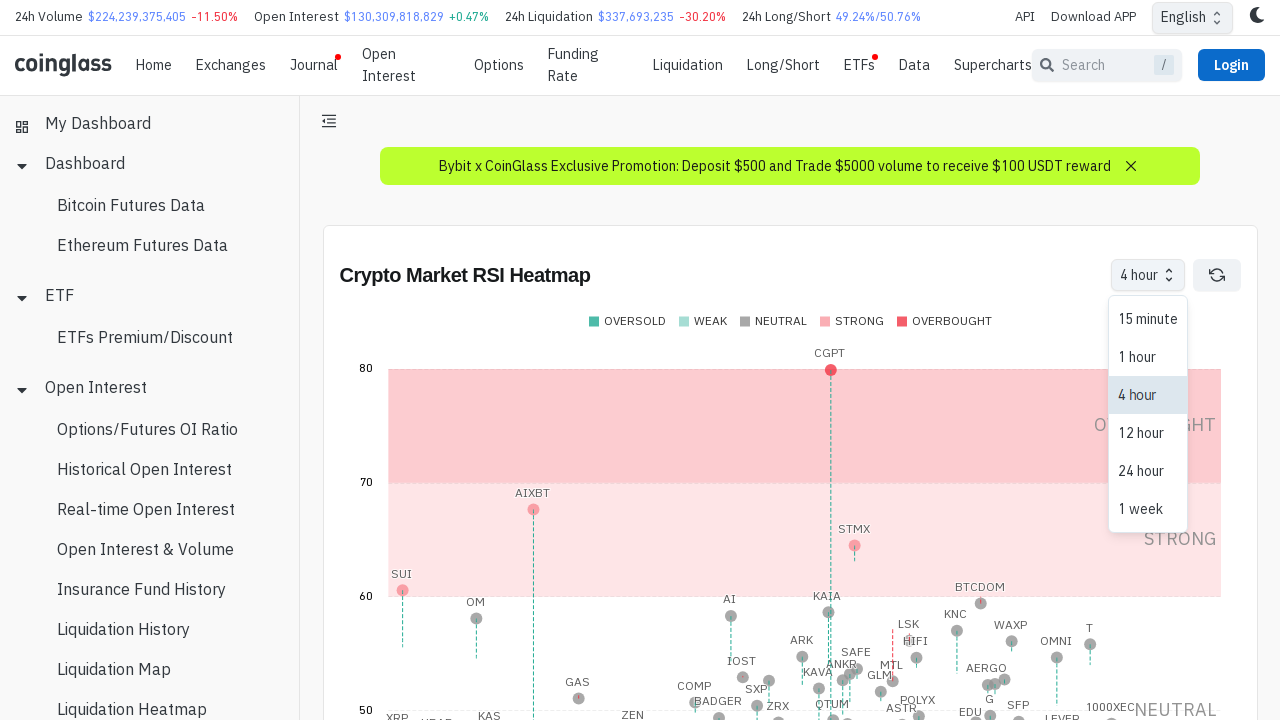 24h Volume $224,239,375,405 -11.50% Open Interest $130,309,818,829 +0.47% 24h Liquidation $337,693,235 -30.20% 24h Long/Short 49.24%/50.76% API Download APP English
coinglass Home Exchanges Journal Open Interest Options Funding Rate Liquidation Long/Short ETFs Data Supercharts Search / Login
My Dashboard
Dashboard
Bitcoin Futures Data
Ethereum Futures Data
ETF
ETFs Premium/Discount
Open Interest
Options/Futures OI Ratio
Historical Open Interest
Real-time Open Interest
Open Interest & Volume
Insurance Fund History
Liquidation History
Liquidation Map
Liquidation Heatmap
Bybit x CoinGlass Exclusive Promotion: Deposit $500 and Trade $5000 volume to receive $100 USDT reward
Crypto Market RSI Heatmap
4 hour
15 minute
1 hour
4 hour
12 hour
24 hour
1 week
OVERSOLD WEAK NEUTRAL STRONG OVERBOUGHT
CGPT
80
70
AIXBT
STMX
STRONG
SUI
BTCDOM
60
OM
AI
KAIA
KNC
LSK
WAXP
T
ARK
HIFI
OMNI
SAFE
IOST
ANKR
MTL
AERGO
KAVA
GLM
GAS
COMP
SXP
BADGER
ZRX
QTUM
POLYX
ASTR
G
EDU
SFP
1000XEC
NEUTRAL
50
XRP
KAS
ZEN
LEVER